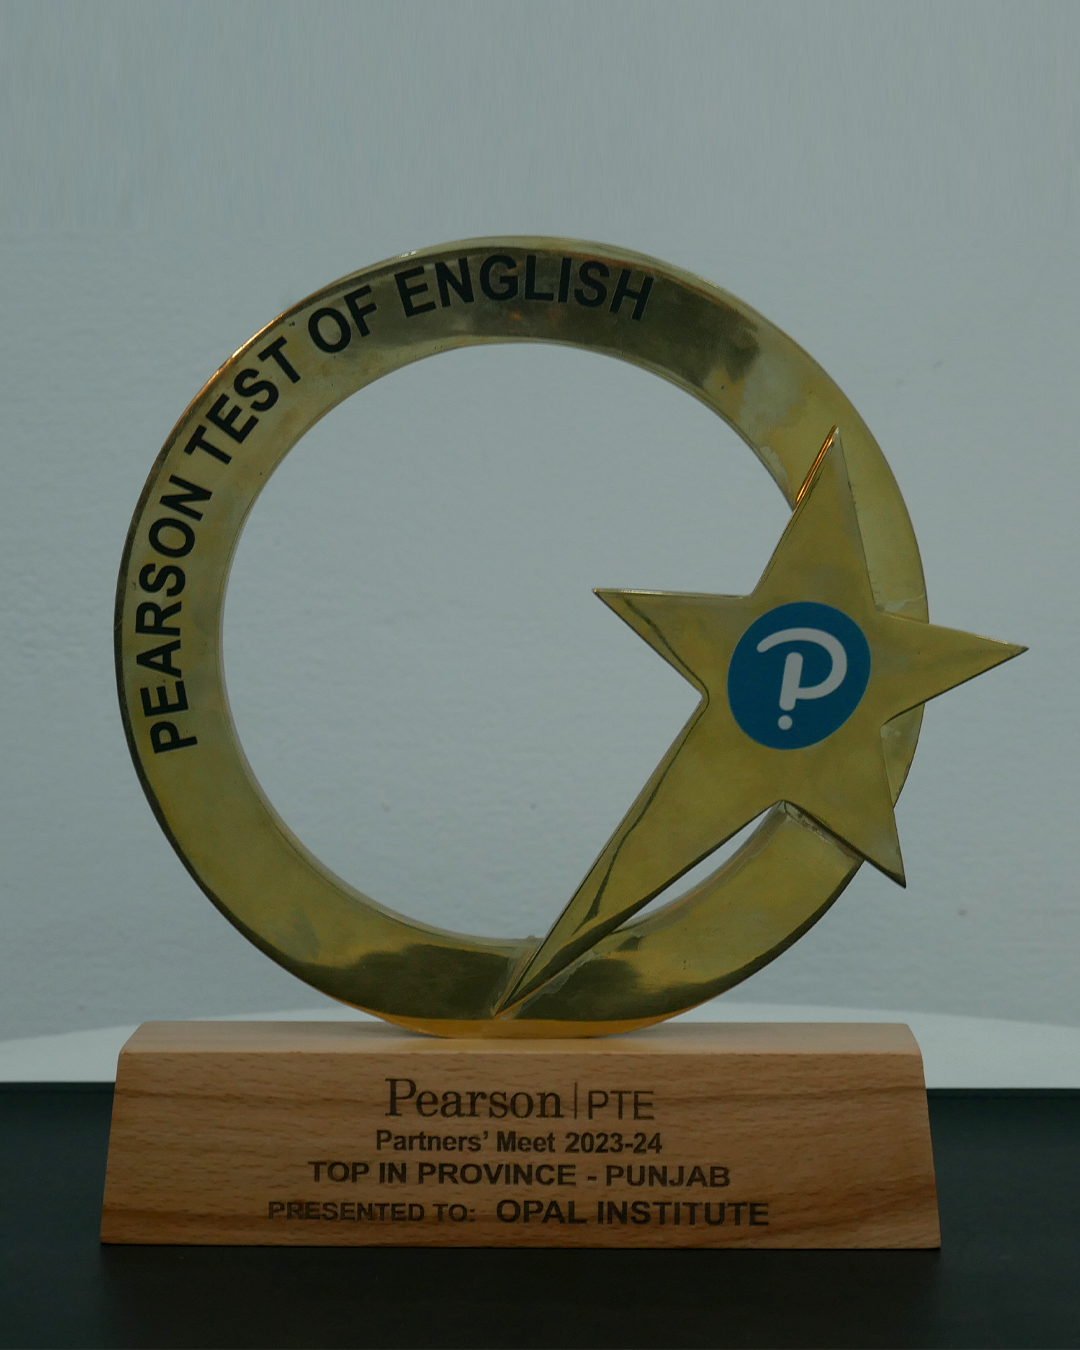 PEARSON TEST OF ENGLISH
Pearson | PTE
Partners’ Meet 2023-24
TOP IN PROVINCE - PUNJAB
PRESENTED TO: OPAL INSTITUTE